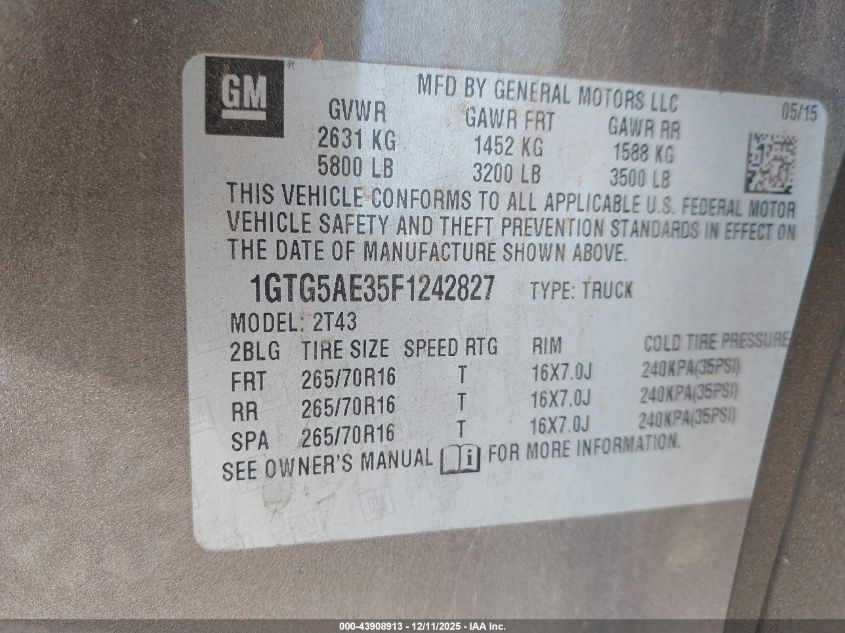 GM
MFD BY GENERAL MOTORS LLC
05/15
GVWR GAWR FRT GAWR RR
2631 KG 1452 KG 1588 KG
5800 LB 3200 LB 3500 LB
THIS VEHICLE CONFORMS TO ALL APPLICABLE U.S. FEDERAL MOTOR
VEHICLE SAFETY AND THEFT PREVENTION STANDARDS IN EFFECT ON
THE DATE OF MANUFACTURE SHOWN ABOVE.
1GTG5AE35F1242827 TYPE: TRUCK
MODEL: 2T43
2BLG TIRE SIZE SPEED RTG RIM COLD TIRE PRESSURE
FRT 265/70R16 T 16X7.0J 240KPA(35PSI)
RR 265/70R16 T 16X7.0J 240KPA(35PSI)
SPA 265/70R16 T 16X7.0J 240KPA(35PSI)
SEE OWNER'S MANUAL i FOR MORE INFORMATION.
000-43908913 - 12/11/2025 - IAA Inc.